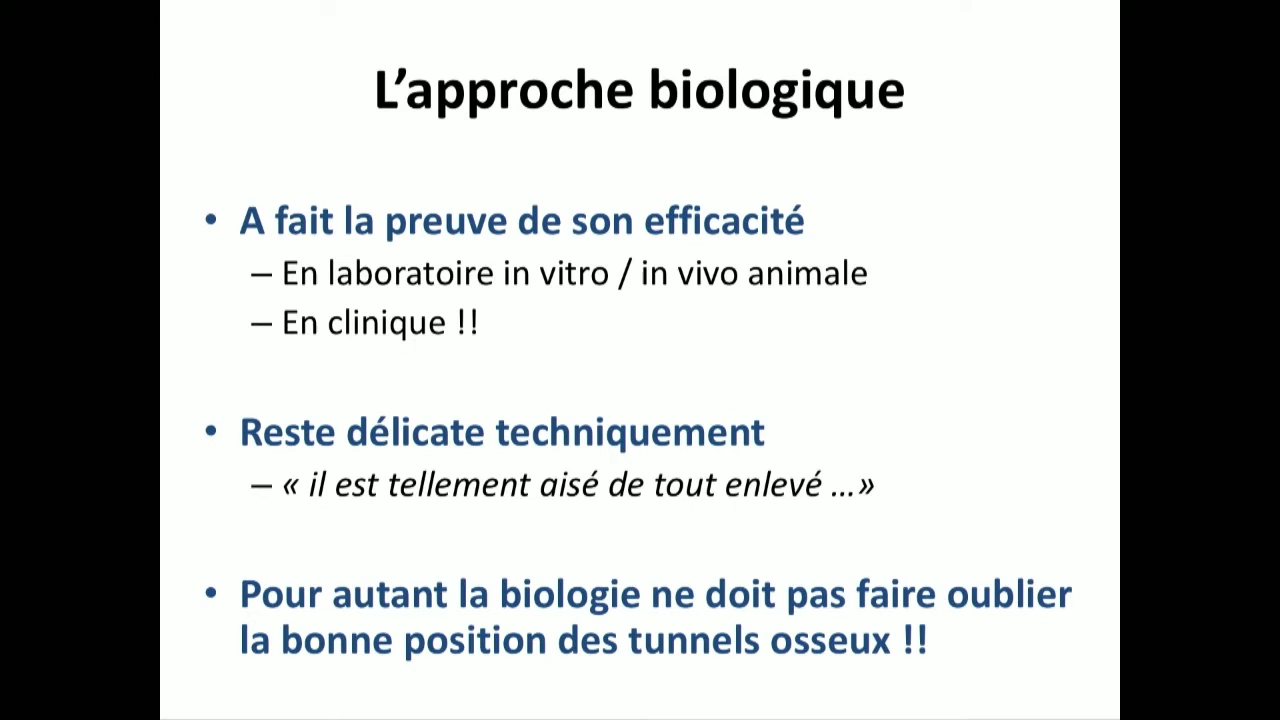 L’approche biologique
• A fait la preuve de son efficacité
– En laboratoire in vitro / in vivo animale
– En clinique !!
• Reste délicate techniquement
– « il est tellement aisé de tout enlevé …»
• Pour autant la biologie ne doit pas faire oublier
la bonne position des tunnels osseux !!